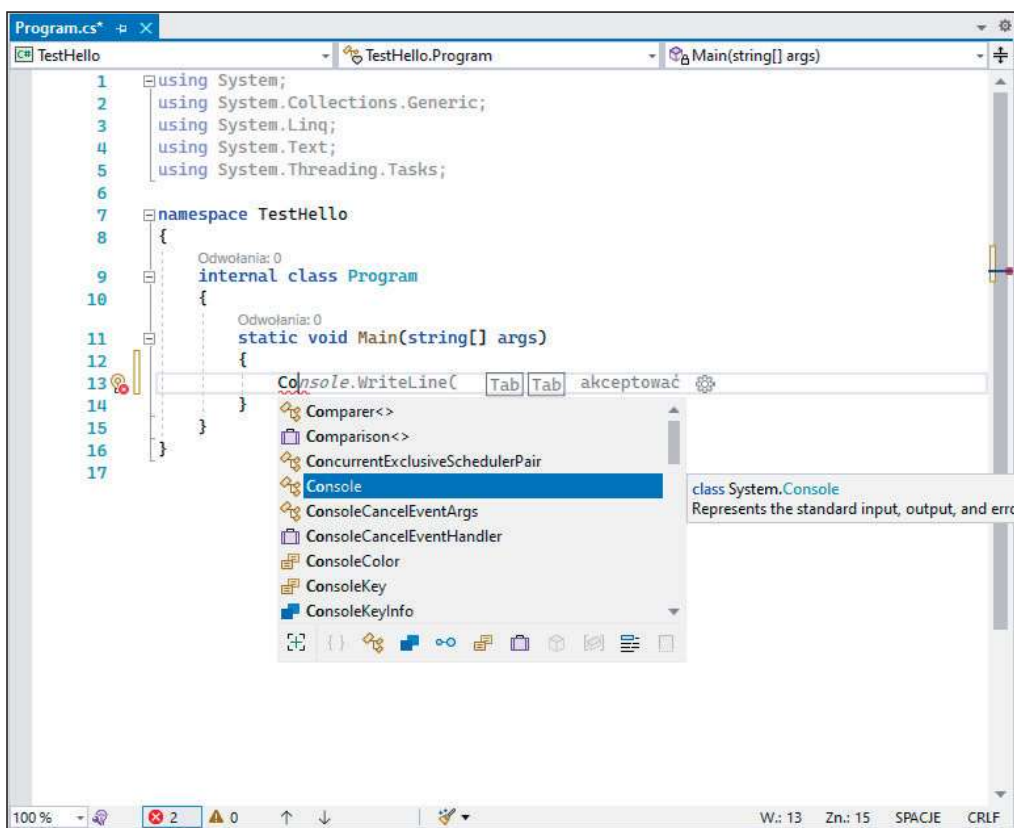 Program.cs*
TestHello TestHello.Program Main(string[] args)
1 using System;
2 using System.Collections.Generic;
3 using System.Linq;
4 using System.Text;
5 using System.Threading.Tasks;
6
7 namespace TestHello
8 {
Odwołania: 0
9 internal class Program
10 {
Odwołania: 0
11 static void Main(string[] args)
12 {
13 Console.WriteLine( Tab Tab akceptować
14 }
15 }
16 }
17
Comparer<>
Comparison<>
ConcurrentExclusiveSchedulerPair
Console
ConsoleCancelEventArgs
ConsoleCancelEventHandler
ConsoleColor
ConsoleKey
ConsoleKeyInfo
class System.Console
Represents the standard input, output, and erro
100 % 2 0 W.: 13 Zn.: 15 SPACJE CRLF